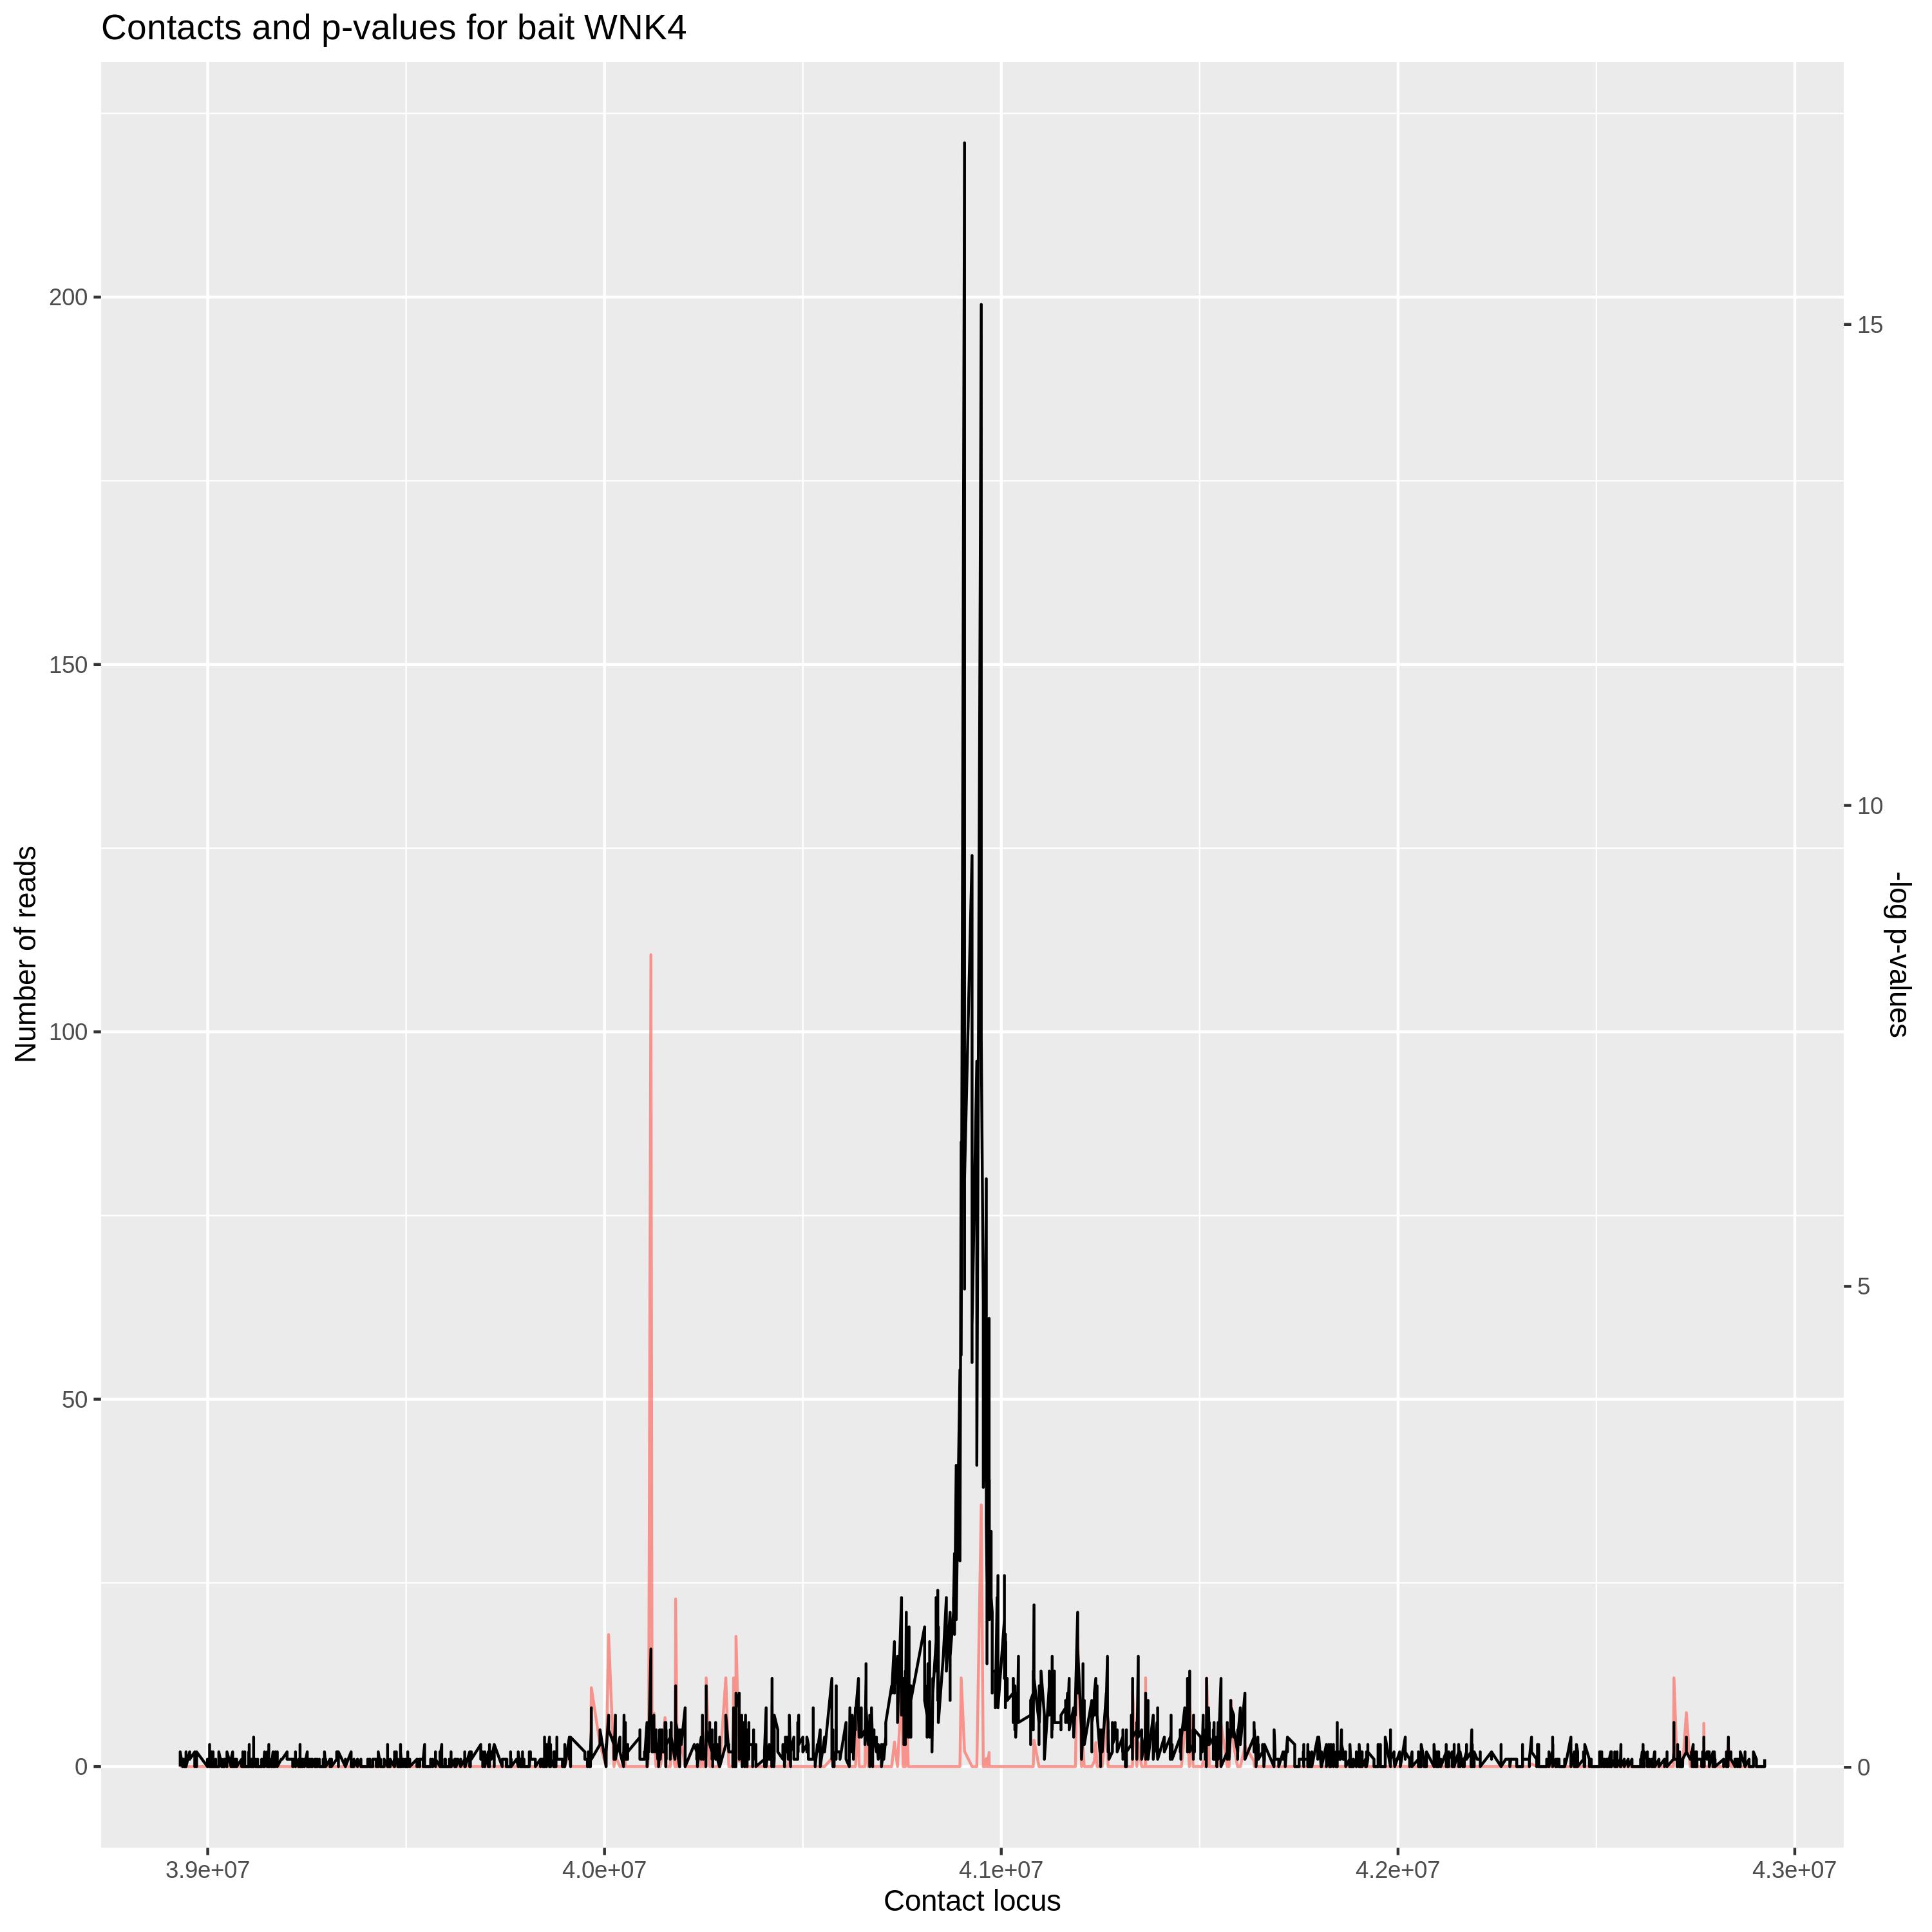 Contacts and p-values for bait WNK4
200
150
100
50
0
Number of reads
15
10
5
0
-log p-values
3.9e+07
4.0e+07
4.1e+07
4.2e+07
4.3e+07
Contact locus